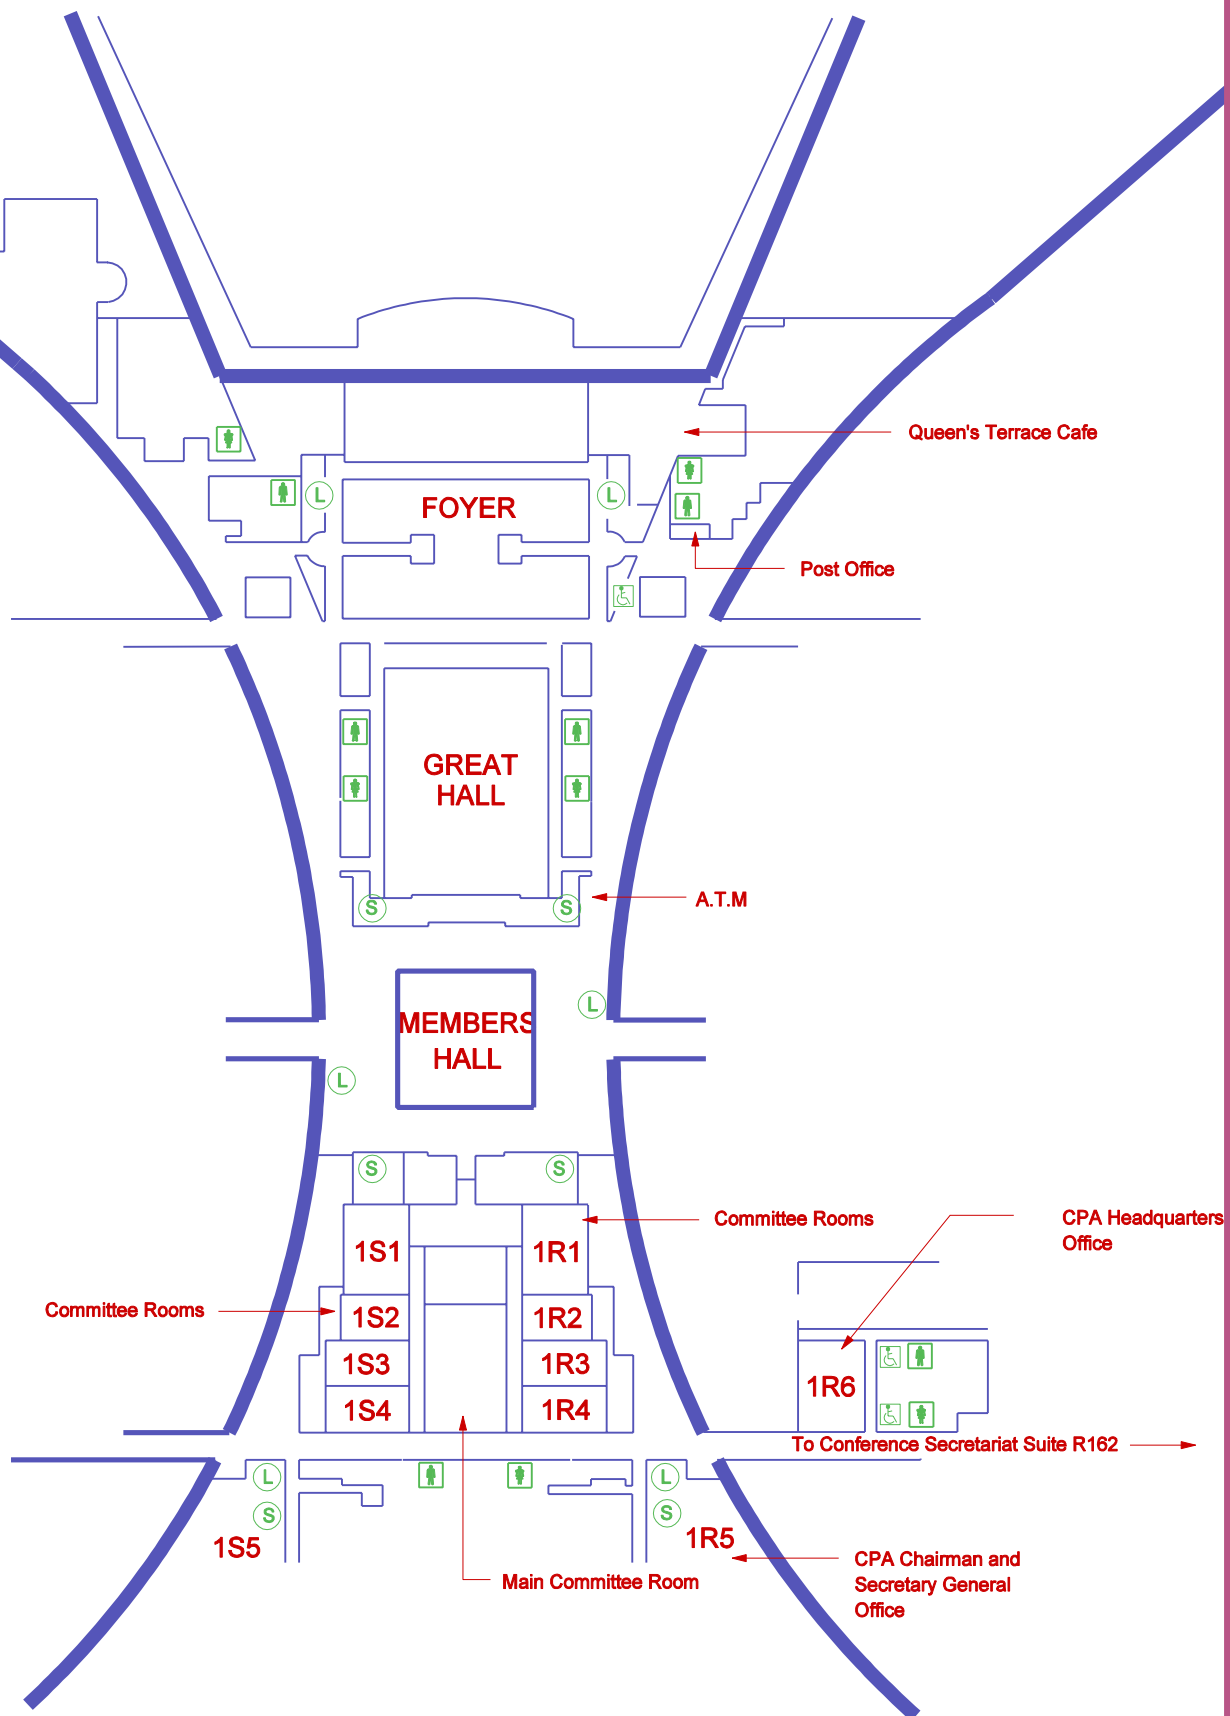 Queen's Terrace Cafe
L
L
FOYER
Post Office
GREAT
HALL
A.T.M
S
S
L
MEMBERS
HALL
L
S
S
Committee Rooms
CPA Headquarters
Office
1S1
1R1
Committee Rooms
1S2
1R2
1S3
1R3
1R6
1S4
1R4
To Conference Secretariat Suite R162
L
L
S
S
1S5
1R5
CPA Chairman and
Secretary General
Office
Main Committee Room